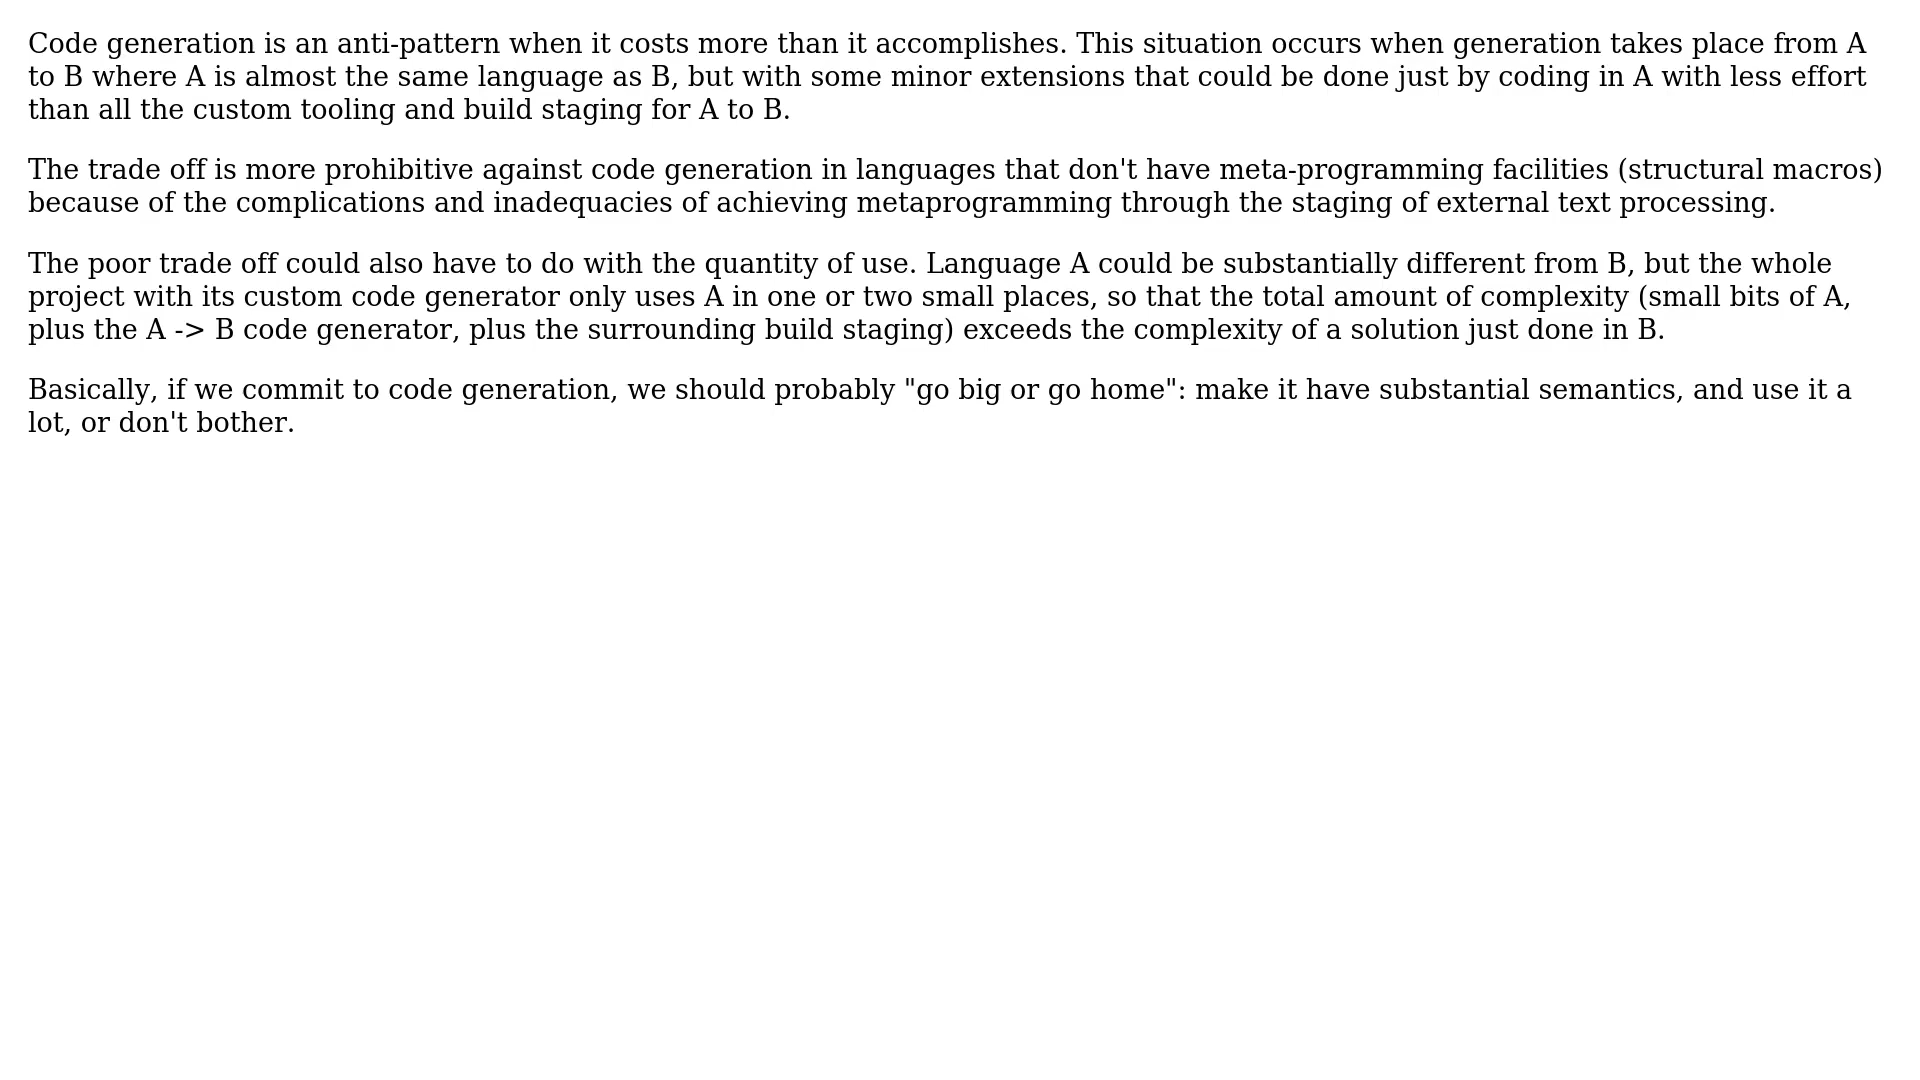 Code generation is an anti-pattern when it costs more than it accomplishes. This situation occurs when generation takes place from A
to B where A is almost the same language as B, but with some minor extensions that could be done just by coding in A with less effort
than all the custom tooling and build staging for A to B.
The trade off is more prohibitive against code generation in languages that don't have meta-programming facilities (structural macros)
because of the complications and inadequacies of achieving metaprogramming through the staging of external text processing.
The poor trade off could also have to do with the quantity of use. Language A could be substantially different from B, but the whole
project with its custom code generator only uses A in one or two small places, so that the total amount of complexity (small bits of A,
plus the A -> B code generator, plus the surrounding build staging) exceeds the complexity of a solution just done in B.
Basically, if we commit to code generation, we should probably "go big or go home": make it have substantial semantics, and use it a
lot, or don't bother.